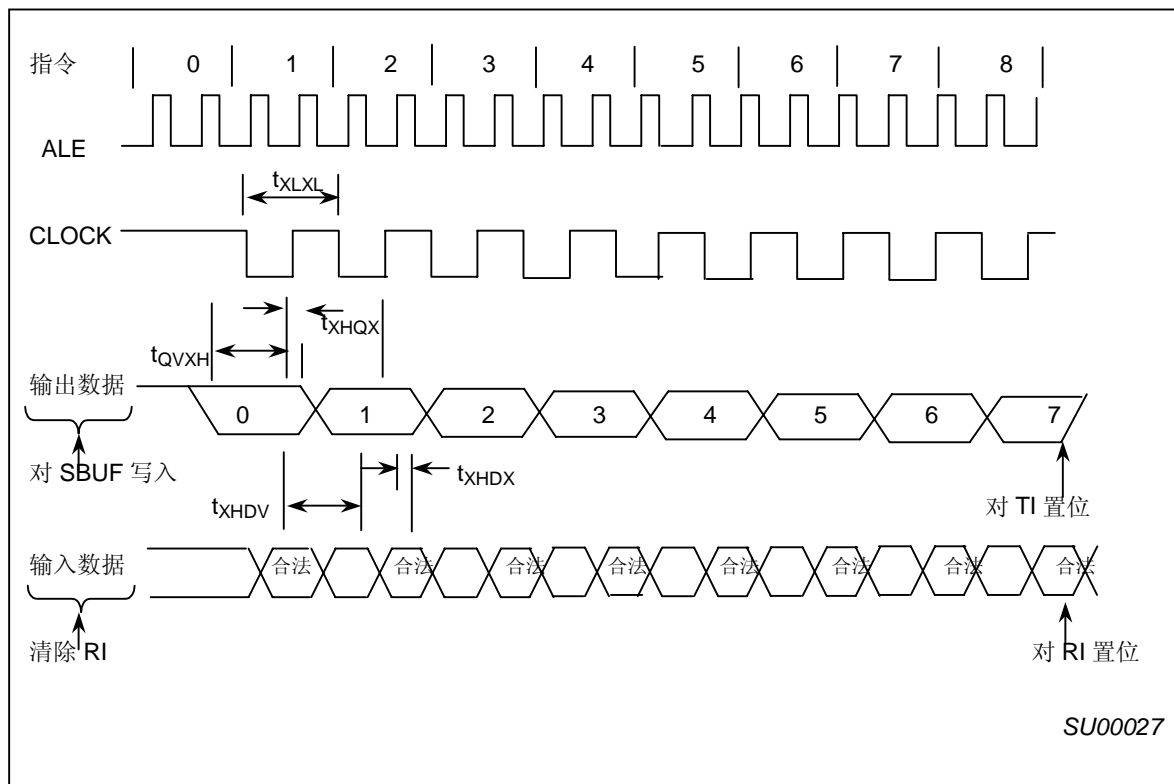 指令 0 1 2 3 4 5 6 7 8
ALE
tXLXL
CLOCK
tXHQX
tQVXH
输出数据
0 1 2 3 4 5 6 7
对 SBUF 写入
tXHDX
tXHDV
对 TI 置位
输入数据 合法 合法 合法 合法 合法 合法 合法 合法
清除 RI
对 RI 置位
SU00027